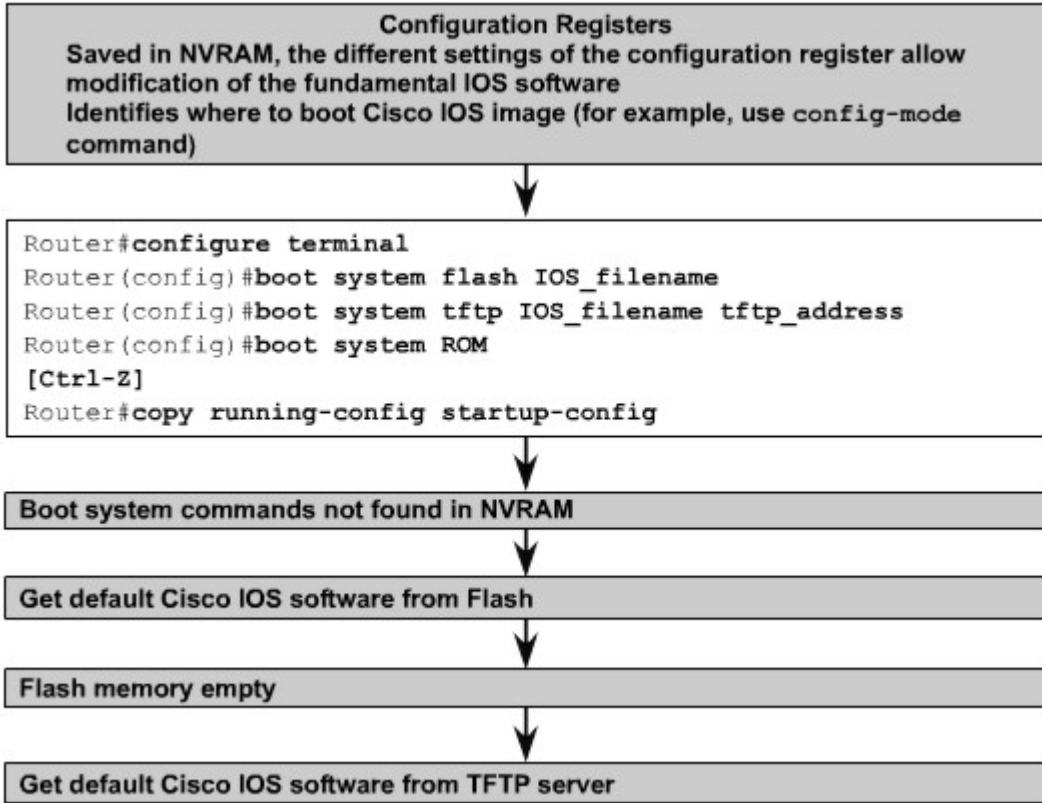 Configuration Registers
Saved in NVRAM, the different settings of the configuration register allow
modification of the fundamental IOS software
Identifies where to boot Cisco IOS image (for example, use config-mode
command)
Router#configure terminal
Router(config)#boot system flash IOS_filename
Router(config)#boot system tftp IOS_filename tftp_address
Router(config)#boot system ROM
[Ctrl-Z]
Router#copy running-config startup-config
Boot system commands not found in NVRAM
Get default Cisco IOS software from Flash
Flash memory empty
Get default Cisco IOS software from TFTP server